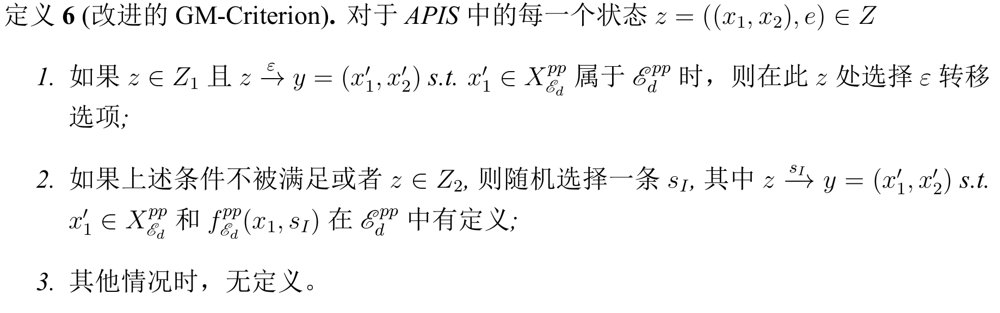 定义 6 (改进的 GM-Criterion). 对于 APIS 中的每一个状态 $z = ((x_1, x_2), e) \in Z$
1. 如果 $z \in Z_1$ 且 $z \xrightarrow{\varepsilon} y = (x_1', x_2')$ s.t. $x_1' \in X_{\mathscr{E}_d}^{pp}$ 属于 $\mathscr{E}_d^{pp}$ 时，则在此 $z$ 处选择 $\varepsilon$ 转移
选项;
2. 如果上述条件不被满足或者 $z \in Z_2$, 则随机选择一条 $s_I$, 其中 $z \xrightarrow{s_I} y = (x_1', x_2')$ s.t.
$x_1' \in X_{\mathscr{E}_d}^{pp}$ 和 $f_{\mathscr{E}_d}^{pp}(x_1, s_I)$ 在 $\mathscr{E}_d^{pp}$ 中有定义;
3. 其他情况时，无定义。